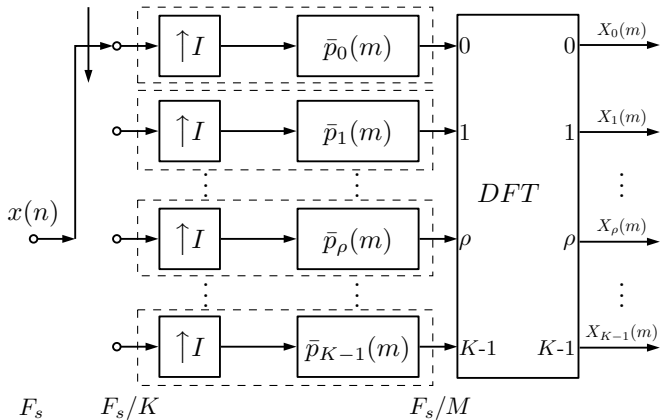 ↑I p̄₀(m) 0 0 X₀(m)
↑I p̄₁(m) 1 1 X₁(m)
x(n) DFT
↑I p̄ρ(m) ρ ρ Xρ(m)
↑I p̄K−1(m) K-1 K-1 XK−1(m)
Fs Fs/K Fs/M